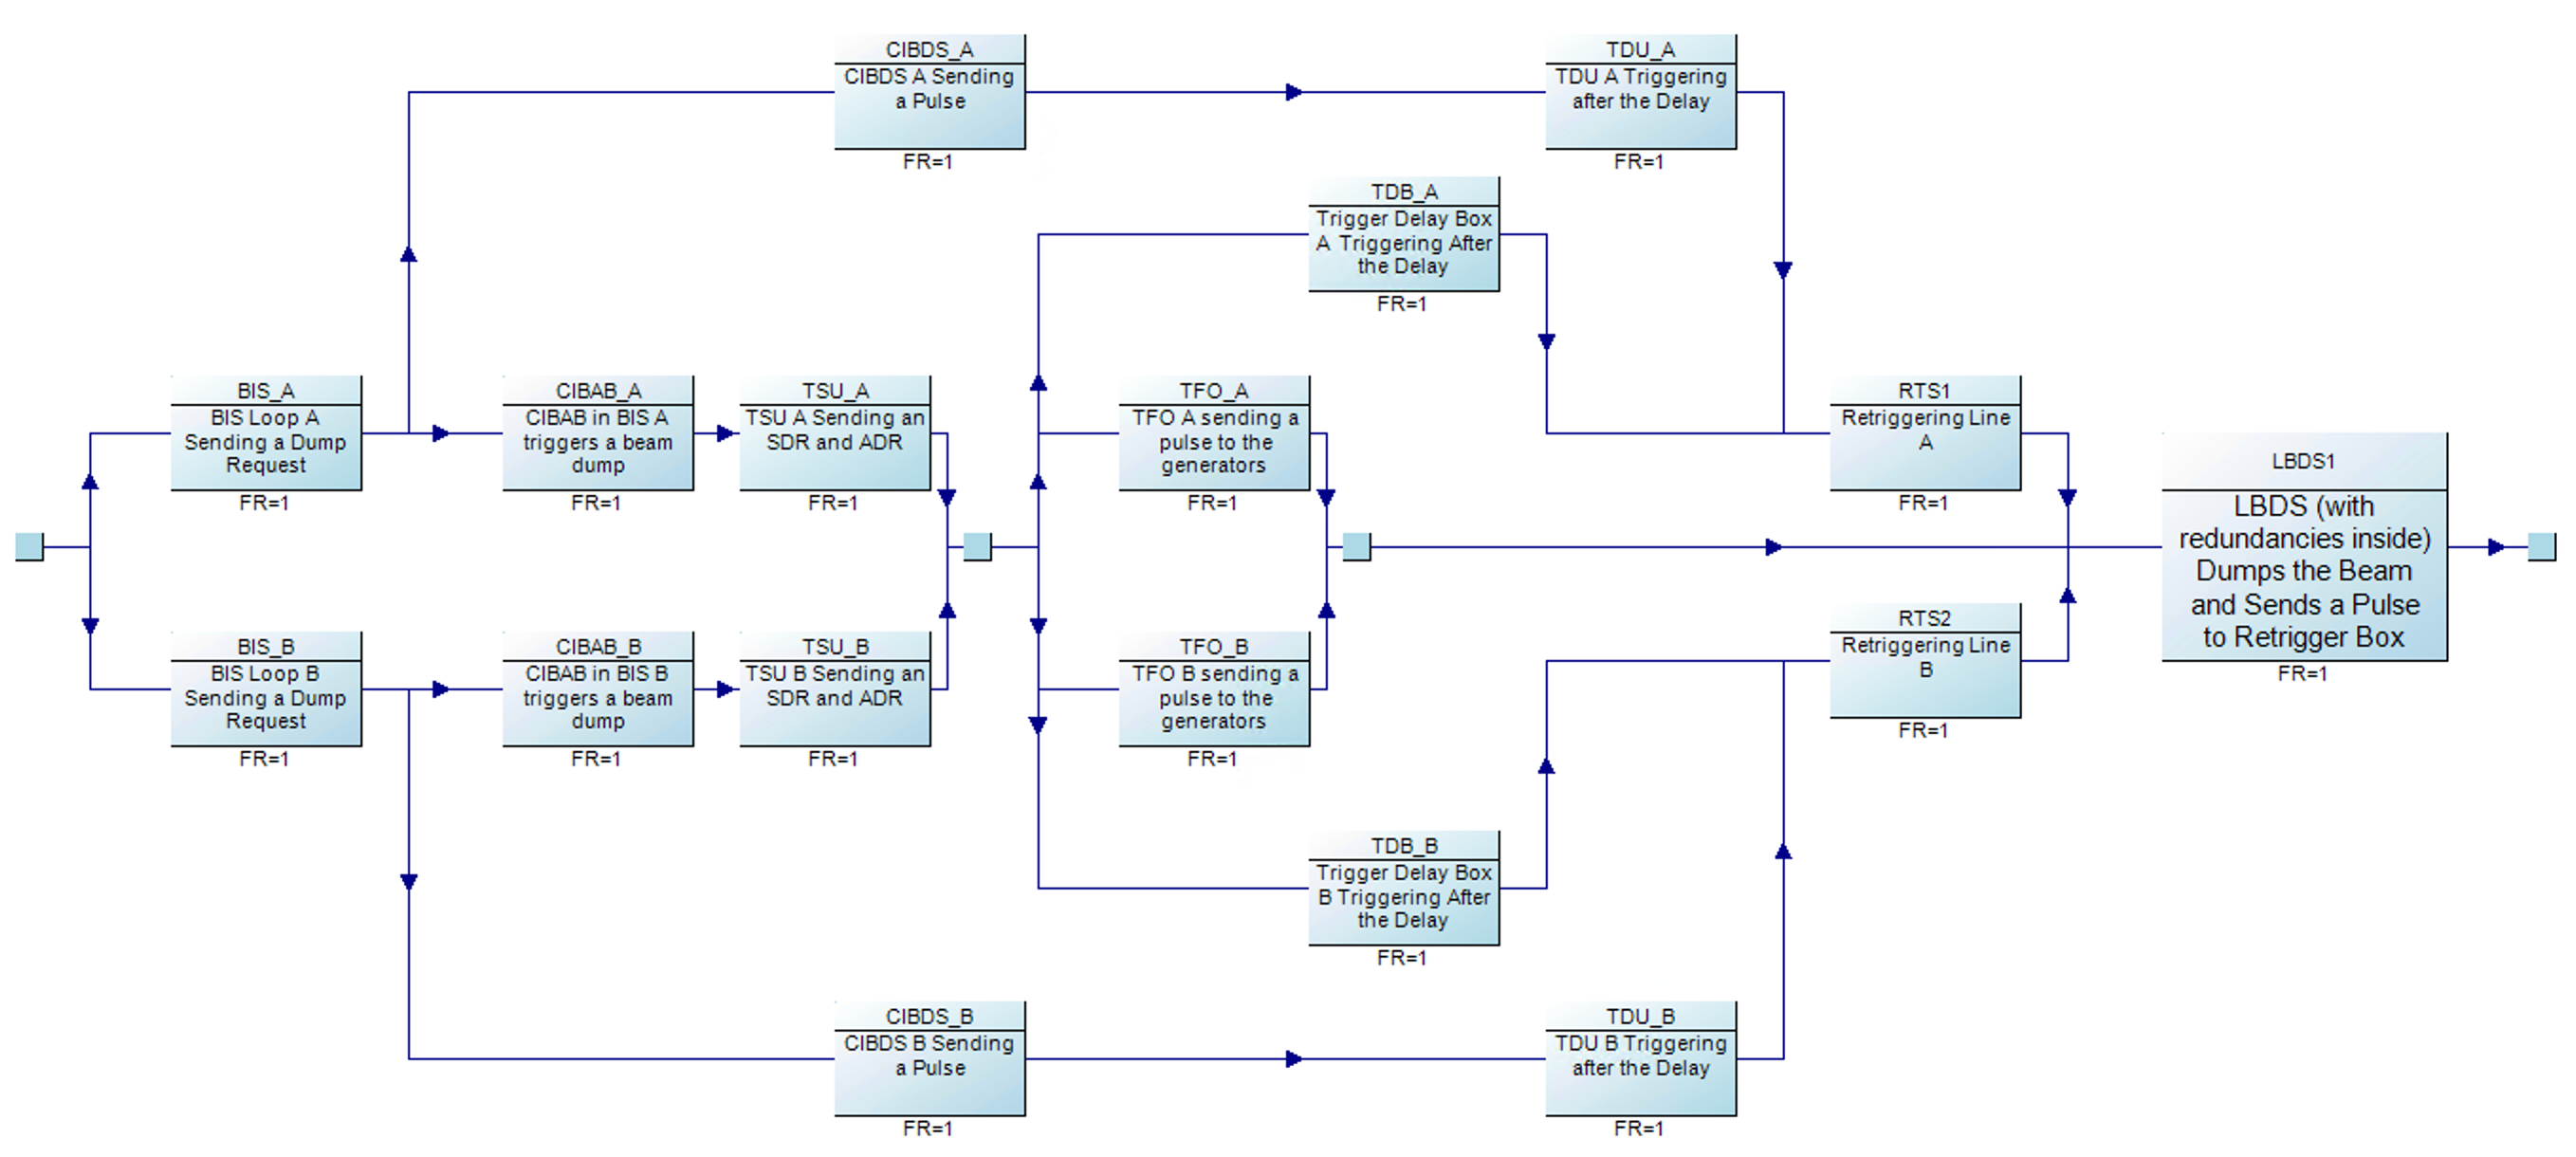 CIBDS_A
CIBDS A Sending
a Pulse
FR=1
TDU_A
TDU A Triggering
after the Delay
FR=1
TDB_A
Trigger Delay Box
A Triggering After
the Delay
FR=1
BIS_A
BIS Loop A
Sending a Dump
Request
FR=1
CIBAB_A
CIBAB in BIS A
triggers a beam
dump
FR=1
TSU_A
TSU A Sending an
SDR and ADR
FR=1
TFO_A
TFO A sending a
pulse to the
generators
FR=1
RTS1
Retriggering Line
A
FR=1
LBDS1
LBDS (with
redundancies inside)
Dumps the Beam
and Sends a Pulse
to Retrigger Box
FR=1
BIS_B
BIS Loop B
Sending a Dump
Request
FR=1
CIBAB_B
CIBAB in BIS B
triggers a beam
dump
FR=1
TSU_B
TSU B Sending an
SDR and ADR
FR=1
TFO_B
TFO B sending a
pulse to the
generators
FR=1
RTS2
Retriggering Line
B
FR=1
TDB_B
Trigger Delay Box
B Triggering After
the Delay
FR=1
CIBDS_B
CIBDS B Sending
a Pulse
FR=1
TDU_B
TDU B Triggering
after the Delay
FR=1